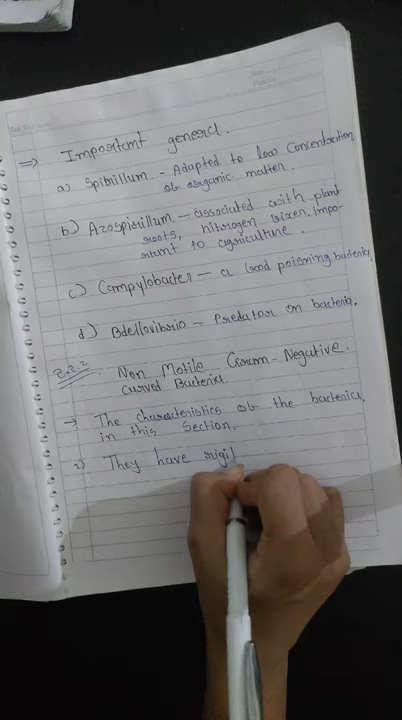 ⇒ Important genera.
a) Spirillum - Adapted to low concentration
of organic matter.
b) Azospirillum – associated with plant
roots, nitrogen fixer, impo-
rtant to agriculture.
c) Campylobacter – a food poisoning bacteria,
d) Bdellovibrio – Predator on bacteria.
2.2.2 Non Motile Gram-Negative.
Curved Bacteria
→ The characteristics of the bacteria,
in this Section.
They have rigi